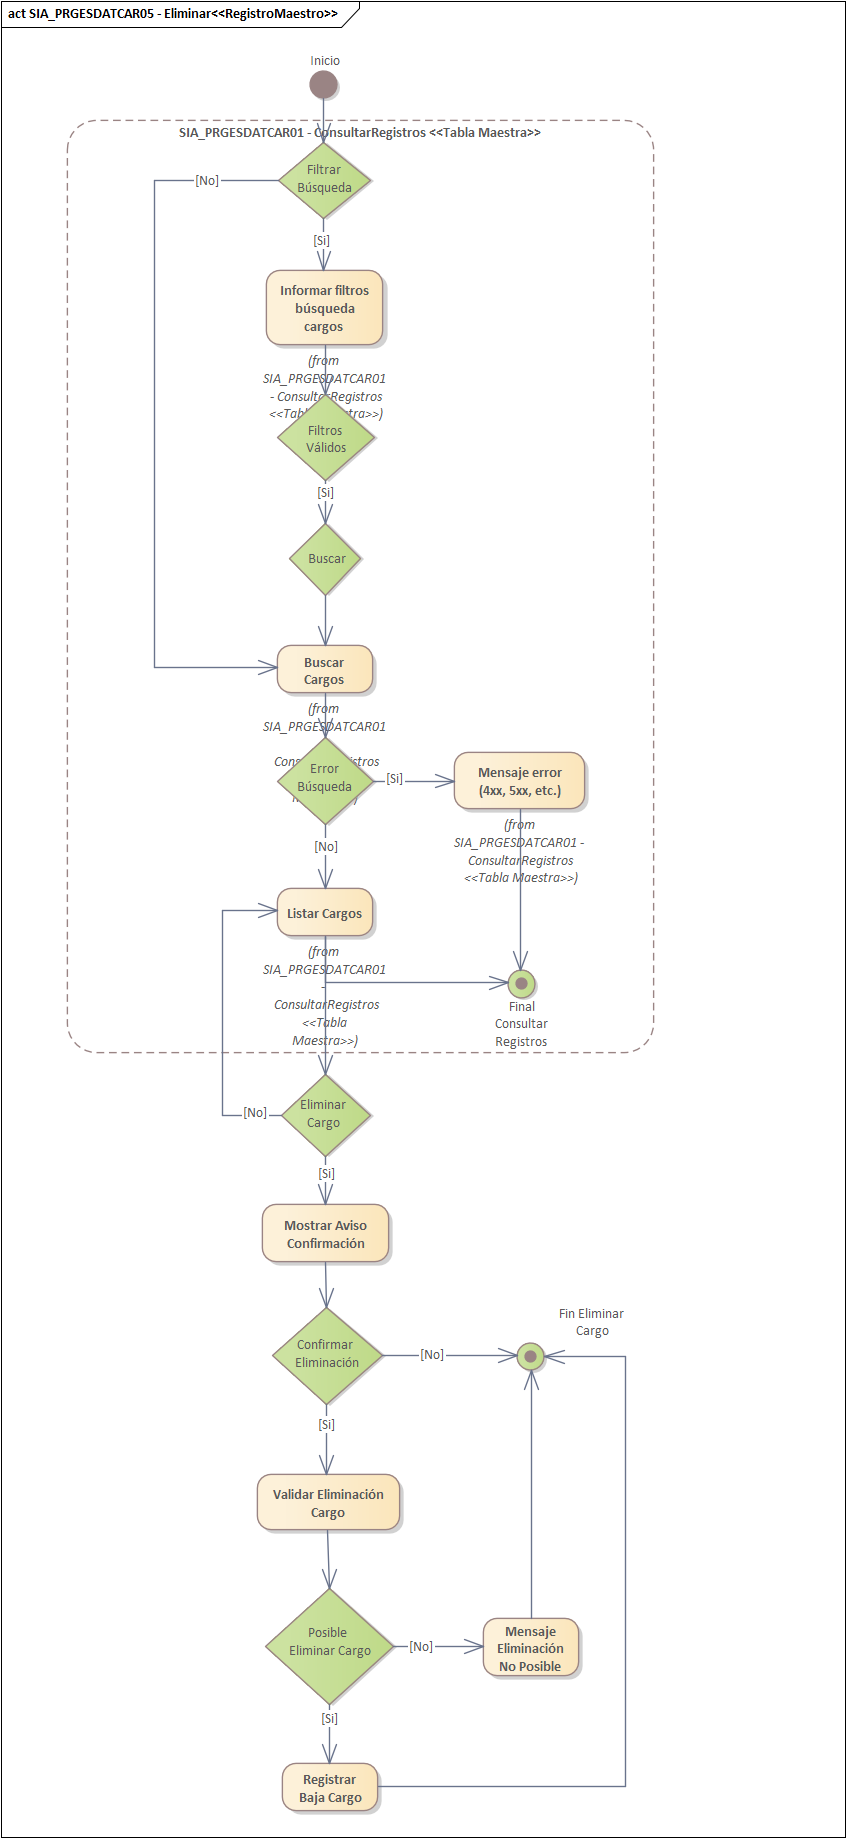 act SIA_PRGESDATCAR05 - Eliminar<<RegistroMaestro>>
Inicio
SIA_PRGESDATCAR01 - ConsultarRegistros <<Tabla Maestra>>
Filtrar
Búsqueda
[No]
[Si]
Informar filtros
búsqueda
cargos
(from
SIA_PRGESDATCAR01
- ConsultarRegistros
<<Tabla Maestra>>)
Filtros
Válidos
[Si]
Buscar
Buscar
Cargos
(from
SIA_PRGESDATCAR01
ConsultarRegistros
Error
Búsqueda
[Si]
Mensaje error
(4xx, 5xx, etc.)
(from
SIA_PRGESDATCAR01 -
ConsultarRegistros
<<Tabla Maestra>>)
[No]
Listar Cargos
(from
SIA_PRGESDATCAR01
-
ConsultarRegistros
<<Tabla
Maestra>>)
Final
Consultar
Registros
Eliminar
Cargo
[No]
[Si]
Mostrar Aviso
Confirmación
Fin Eliminar
Cargo
Confirmar
Eliminación
[No]
[Si]
Validar Eliminación
Cargo
Posible
Eliminar Cargo
[No]
Mensaje
Eliminación
No Posible
[Si]
Registrar
Baja Cargo